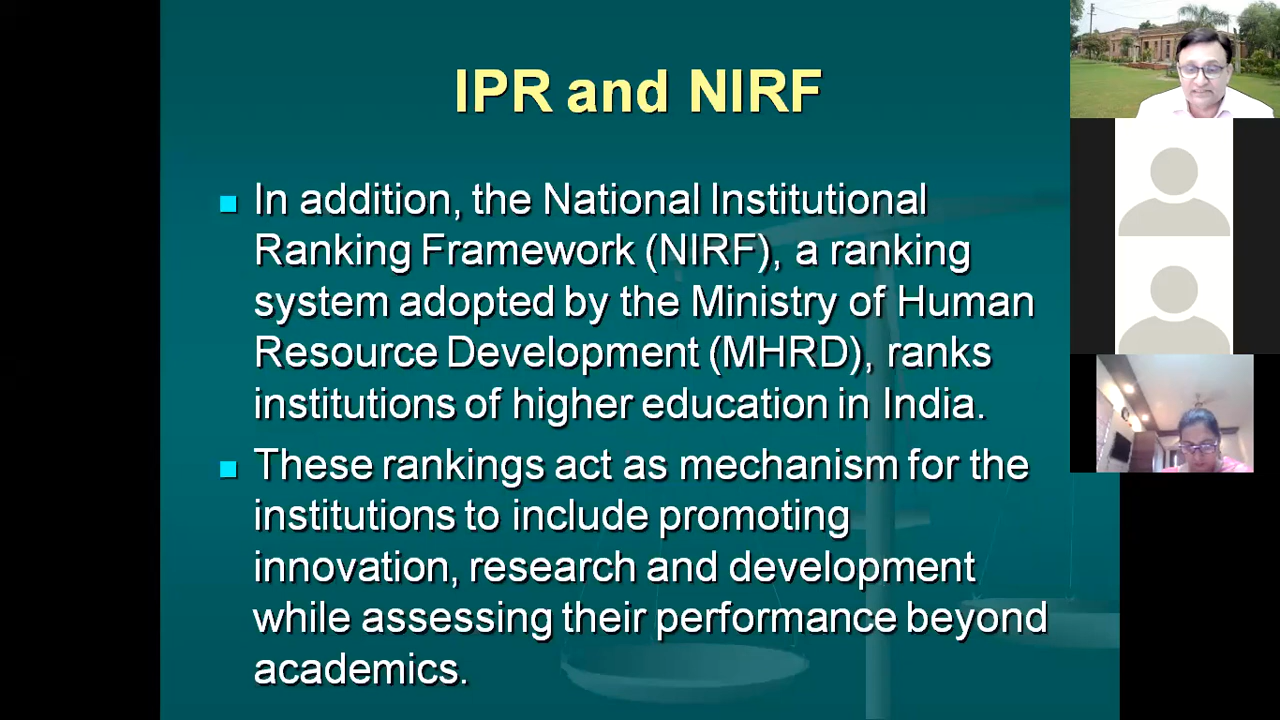 IPR and NIRF
In addition, the National Institutional
Ranking Framework (NIRF), a ranking
system adopted by the Ministry of Human
Resource Development (MHRD), ranks
institutions of higher education in India.
These rankings act as mechanism for the
institutions to include promoting
innovation, research and development
while assessing their performance beyond
academics.